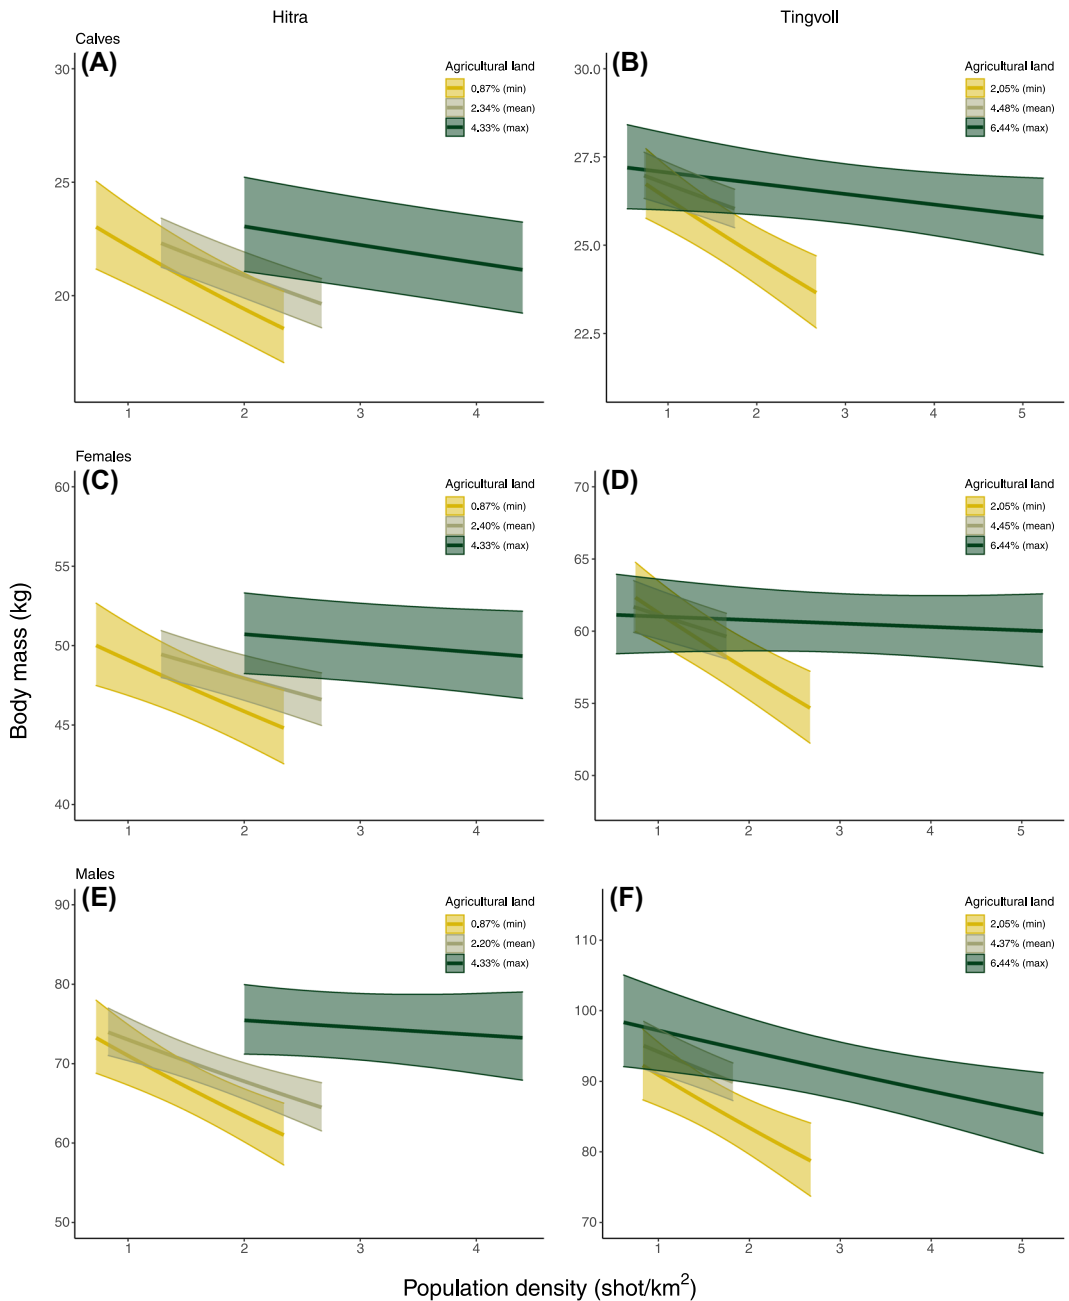 Hitra
Tingvoll
Calves
(A)
Agricultural land
0.87% (min)
2.34% (mean)
4.33% (max)
30
25
20
1 2 3 4
(B)
Agricultural land
2.05% (min)
4.48% (mean)
6.44% (max)
30.0
27.5
25.0
22.5
1 2 3 4 5
Females
(C)
Agricultural land
0.87% (min)
2.40% (mean)
4.33% (max)
60
55
50
45
40
1 2 3 4
(D)
Agricultural land
2.05% (min)
4.45% (mean)
6.44% (max)
70
65
60
55
50
1 2 3 4 5
Body mass (kg)
Males
(E)
Agricultural land
0.87% (min)
2.20% (mean)
4.33% (max)
90
80
70
60
50
1 2 3 4
(F)
Agricultural land
2.05% (min)
4.37% (mean)
6.44% (max)
110
100
90
80
70
1 2 3 4 5
Population density (shot/km²)